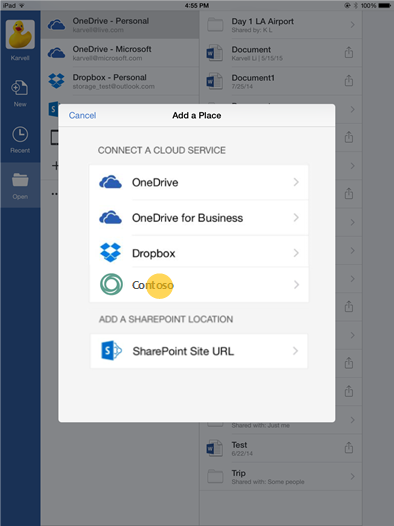 iPad
4:55 PM
100%
Karvell
New
Recent
Open
OneDrive - Personal
karvell@live.com
OneDrive - Microsoft
karvell@microsoft.com
Dropbox - Personal
storage_test@outlook.com
Day 1 LA Airport
Shared by: K L
Document
Karvell Li | 5/15/15
Document1
7/25/14
Cancel
Add a Place
CONNECT A CLOUD SERVICE
OneDrive
OneDrive for Business
Dropbox
Contoso
ADD A SHAREPOINT LOCATION
SharePoint Site URL
Shared with: Just me
Test
6/22/14
Trip
Shared with: Some people